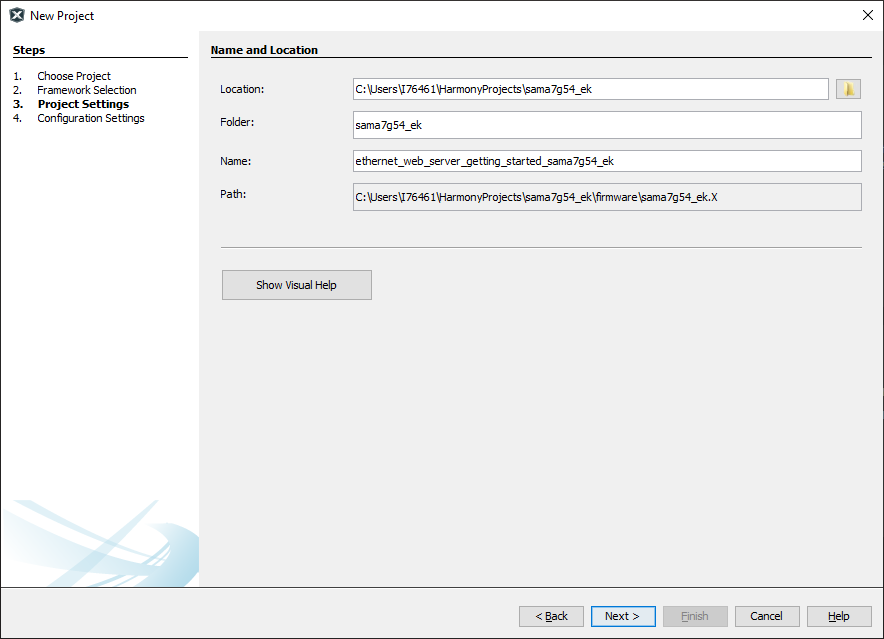 New Project
Steps
1. Choose Project
2. Framework Selection
3. Project Settings
4. Configuration Settings
Name and Location
Location: C:\Users\I76461\HarmonyProjects\sama7g54_ek
Folder: sama7g54_ek
Name: ethernet_web_server_getting_started_sama7g54_ek
Path: C:\Users\I76461\HarmonyProjects\sama7g54_ek\firmware\sama7g54_ek.X
Show Visual Help
< Back Next > Finish Cancel Help